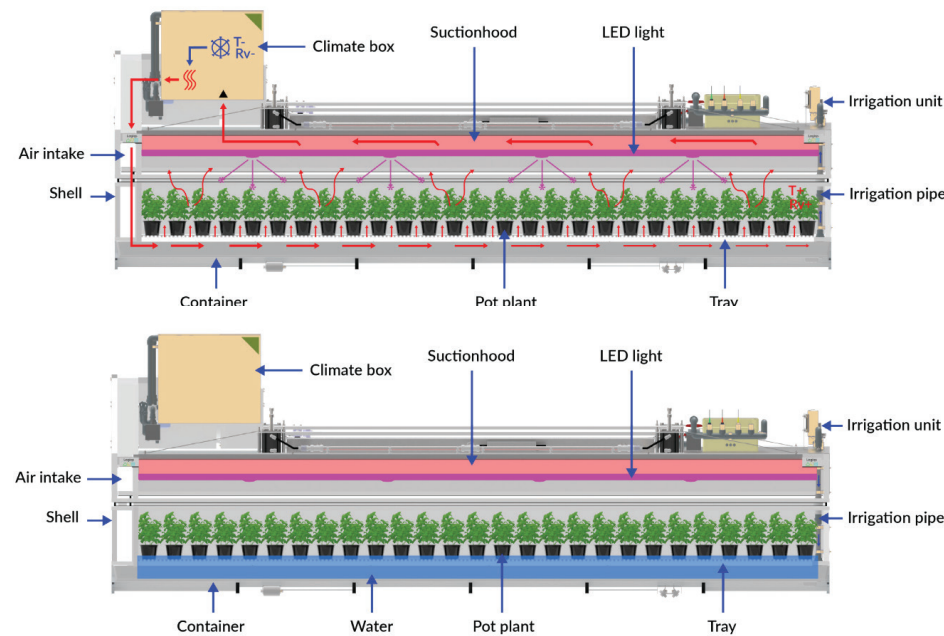 T-
Rv-
Climate box
Suctionhood
LED light
Irrigation unit
Air intake
Shell
T+
Rv+
Irrigation pipe
Container
Pot plant
Tray
Climate box
Suctionhood
LED light
Irrigation unit
Air intake
Shell
Irrigation pipe
Container
Water
Pot plant
Tray